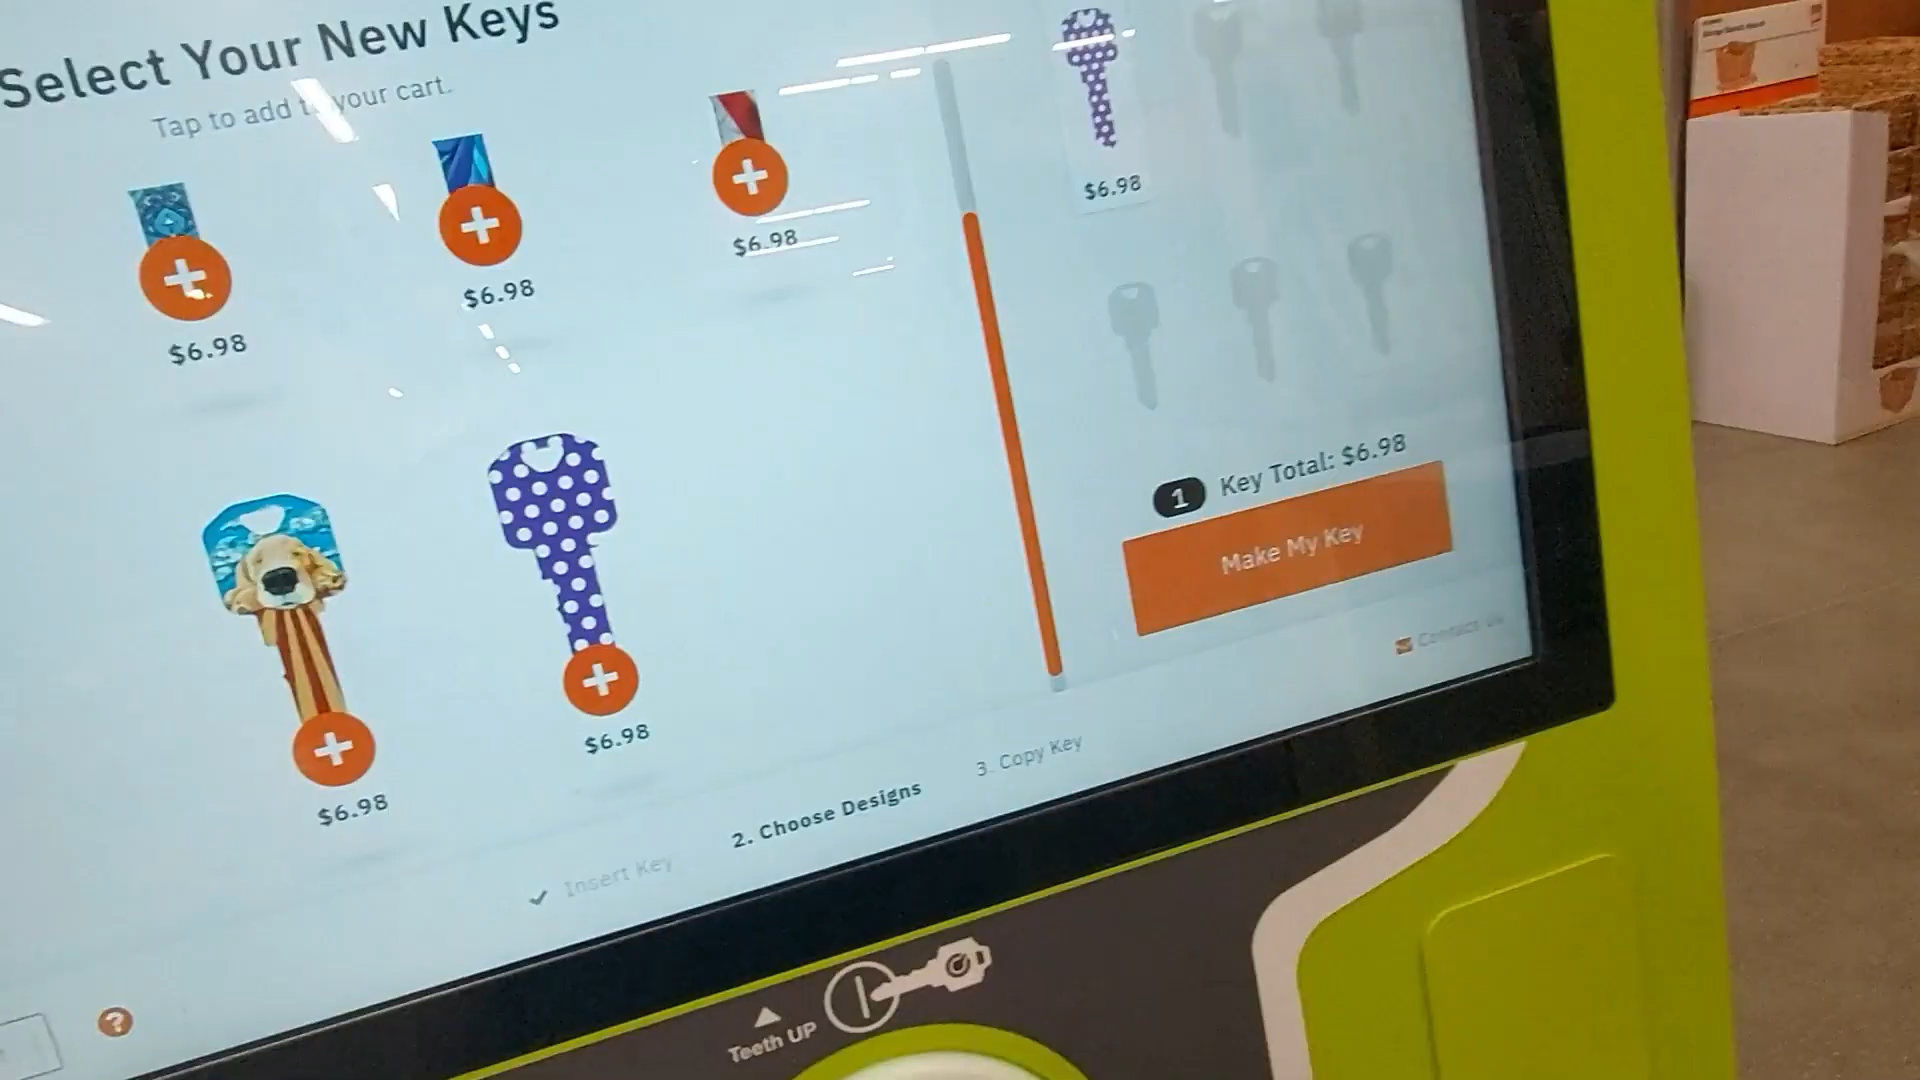 Select Your New Keys
Tap to add to your cart.
$6.98
$6.98
$6.98
$6.98
$6.98
$6.98
1 Key Total: $6.98
Make My Key
Contact Us
Insert Key
2. Choose Designs
3. Copy Key
?
Teeth UP